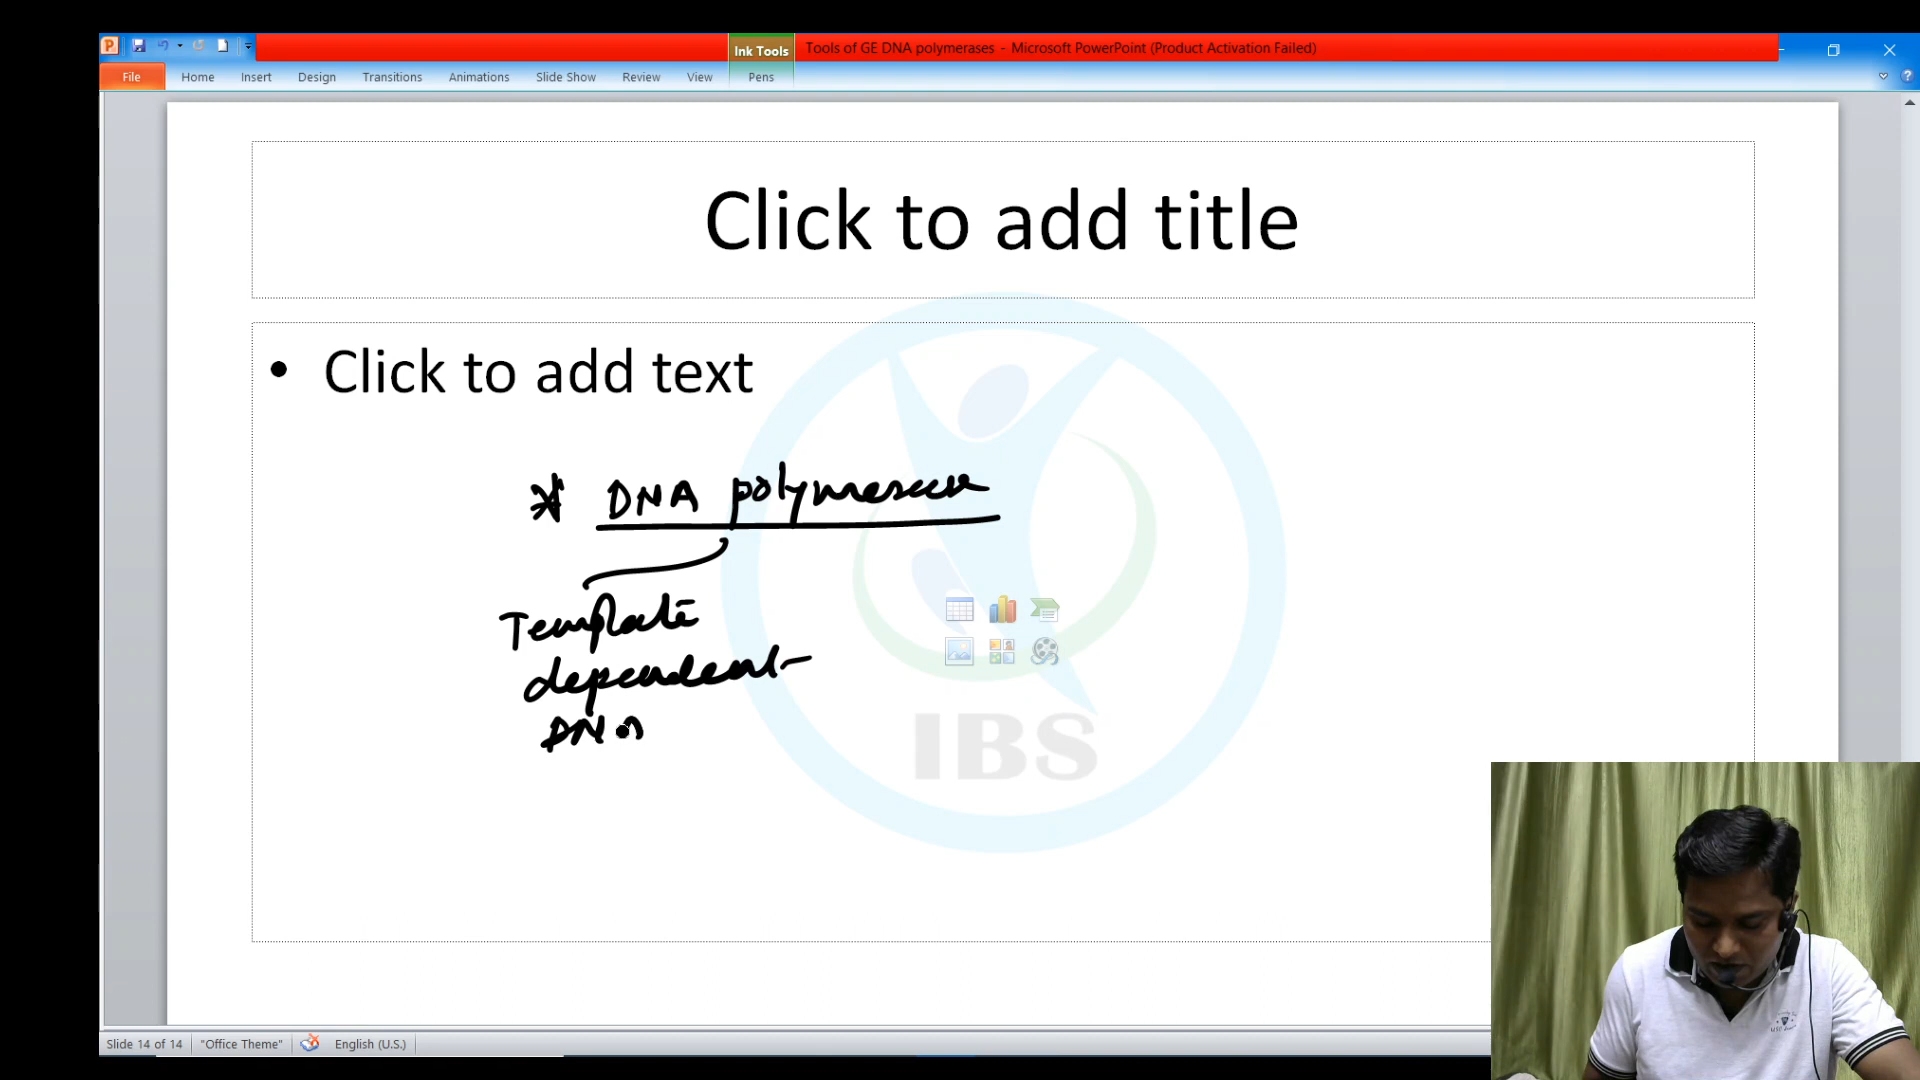 Ink Tools
Tools of GE DNA polymerases - Microsoft PowerPoint (Product Activation Failed)
File Home Insert Design Transitions Animations Slide Show Review View Pens
Click to add title
• Click to add text
* DNA polymerase
Template
dependent
DNA
IBS
Slide 14 of 14 "Office Theme" English (U.S.)